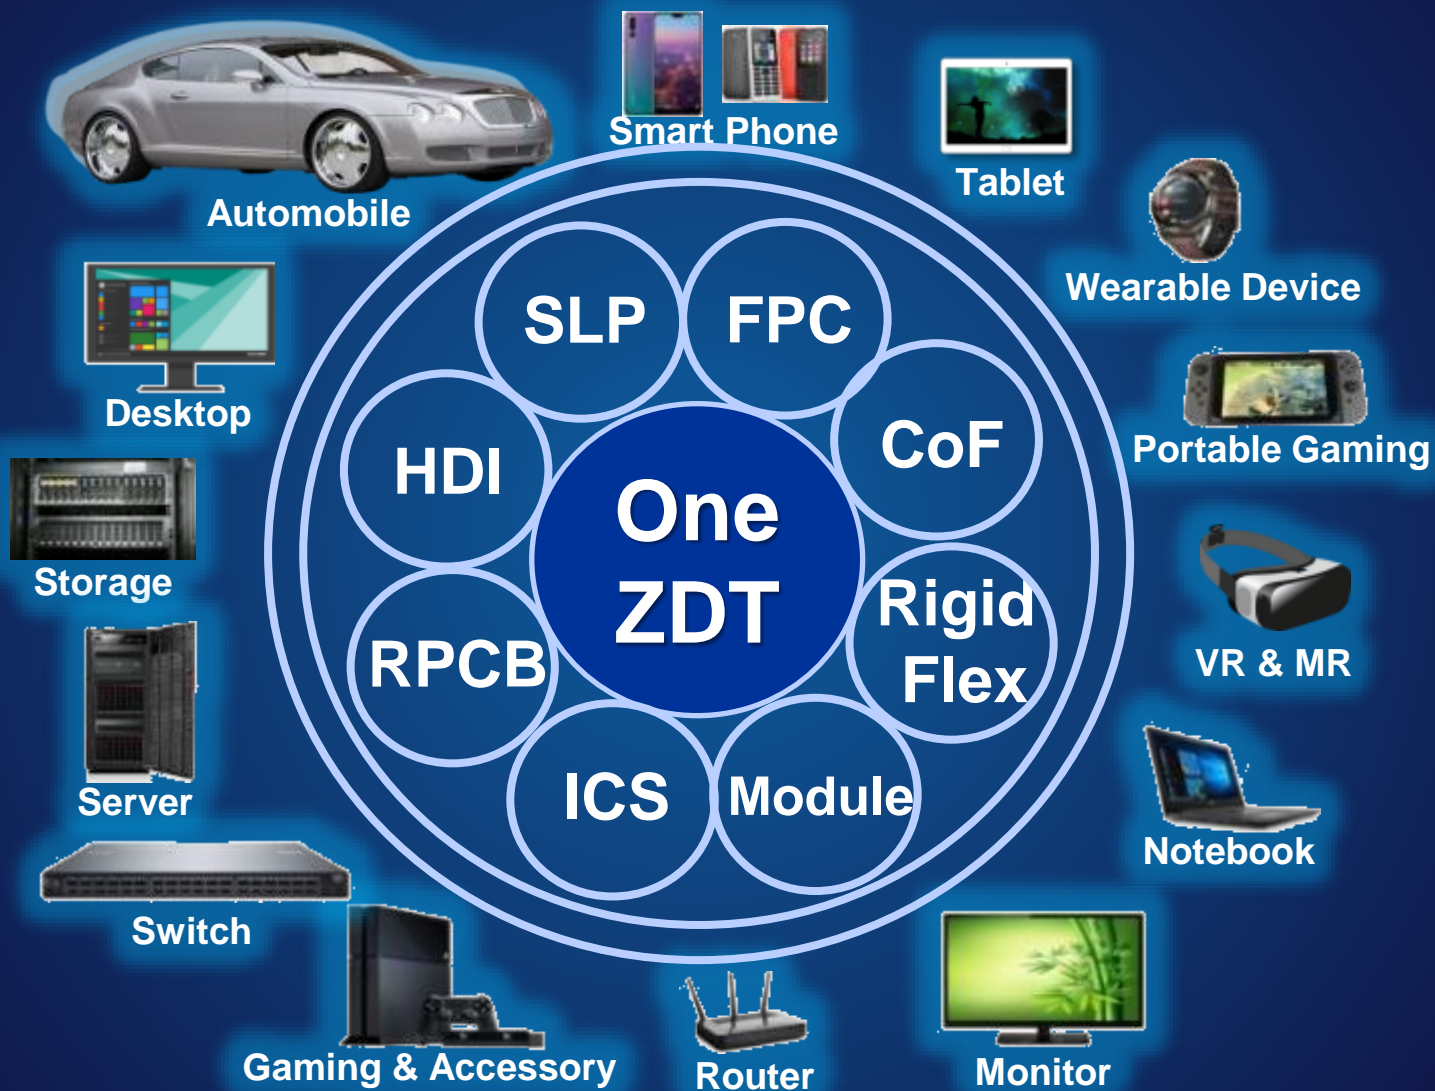 Smart Phone
Tablet
Automobile
Wearable Device
SLP
FPC
Desktop
CoF
Portable Gaming
HDI
One
ZDT
Storage
Rigid
Flex
RPCB
VR & MR
Server
ICS
Module
Notebook
Switch
Gaming & Accessory
Router
Monitor